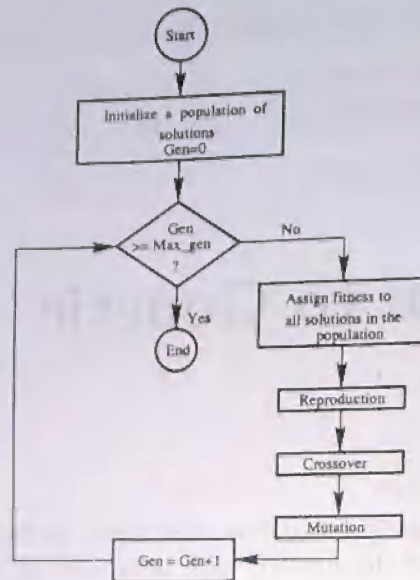 Start
Initialize a population of
solutions
Gen=0
Gen
>= Max_gen
?
No
Yes
End
Assign fitness to
all solutions in the
population
Reproduction
Crossover
Mutation
Gen = Gen+1